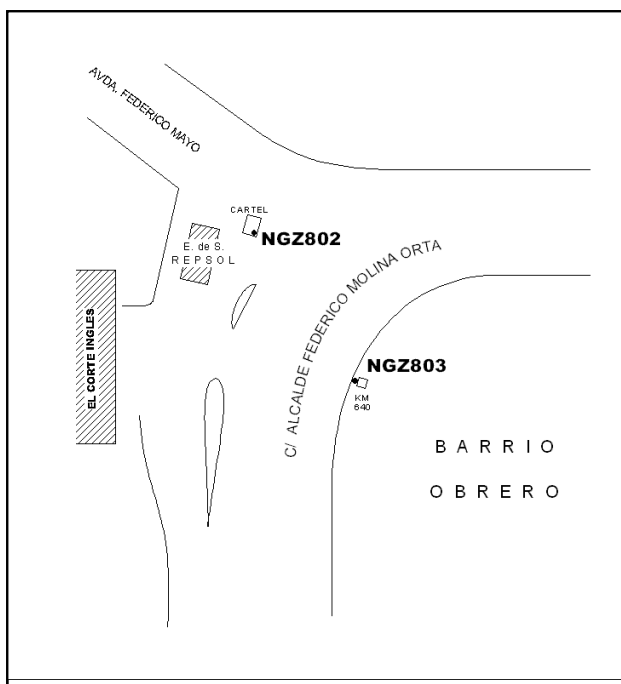 AVDA. FEDERICO MAYO
CARTEL
NGZ802
E. de S.
REPSOL
C/ ALCALDE FEDERICO MOLINA ORTA
EL CORTE INGLES
NGZ803
KM
640
BARRIO
OBRERO